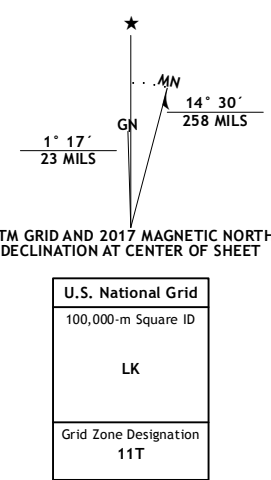 ★
MN
GN
1° 17´
23 MILS
14° 30´
258 MILS
TM GRID AND 2017 MAGNETIC NORTH
DECLINATION AT CENTER OF SHEET
U.S. National Grid
100,000-m Square ID
LK
Grid Zone Designation
11T